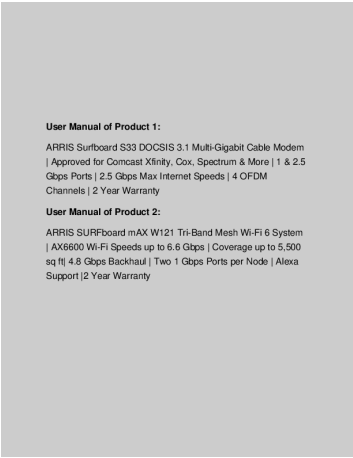 User Manual of Product 1:
ARRIS Surfboard S33 DOCSIS 3.1 Multi-Gigabit Cable Modem
| Approved for Comcast Xfinity, Cox, Spectrum & More | 1 & 2.5
Gbps Ports | 2.5 Gbps Max Internet Speeds | 4 OFDM
Channels | 2 Year Warranty
User Manual of Product 2:
ARRIS SURFboard mAX W121 Tri-Band Mesh Wi-Fi 6 System
| AX6600 Wi-Fi Speeds up to 6.6 Gbps | Coverage up to 5,500
sq ft| 4.8 Gbps Backhaul | Two 1 Gbps Ports per Node | Alexa
Support |2 Year Warranty